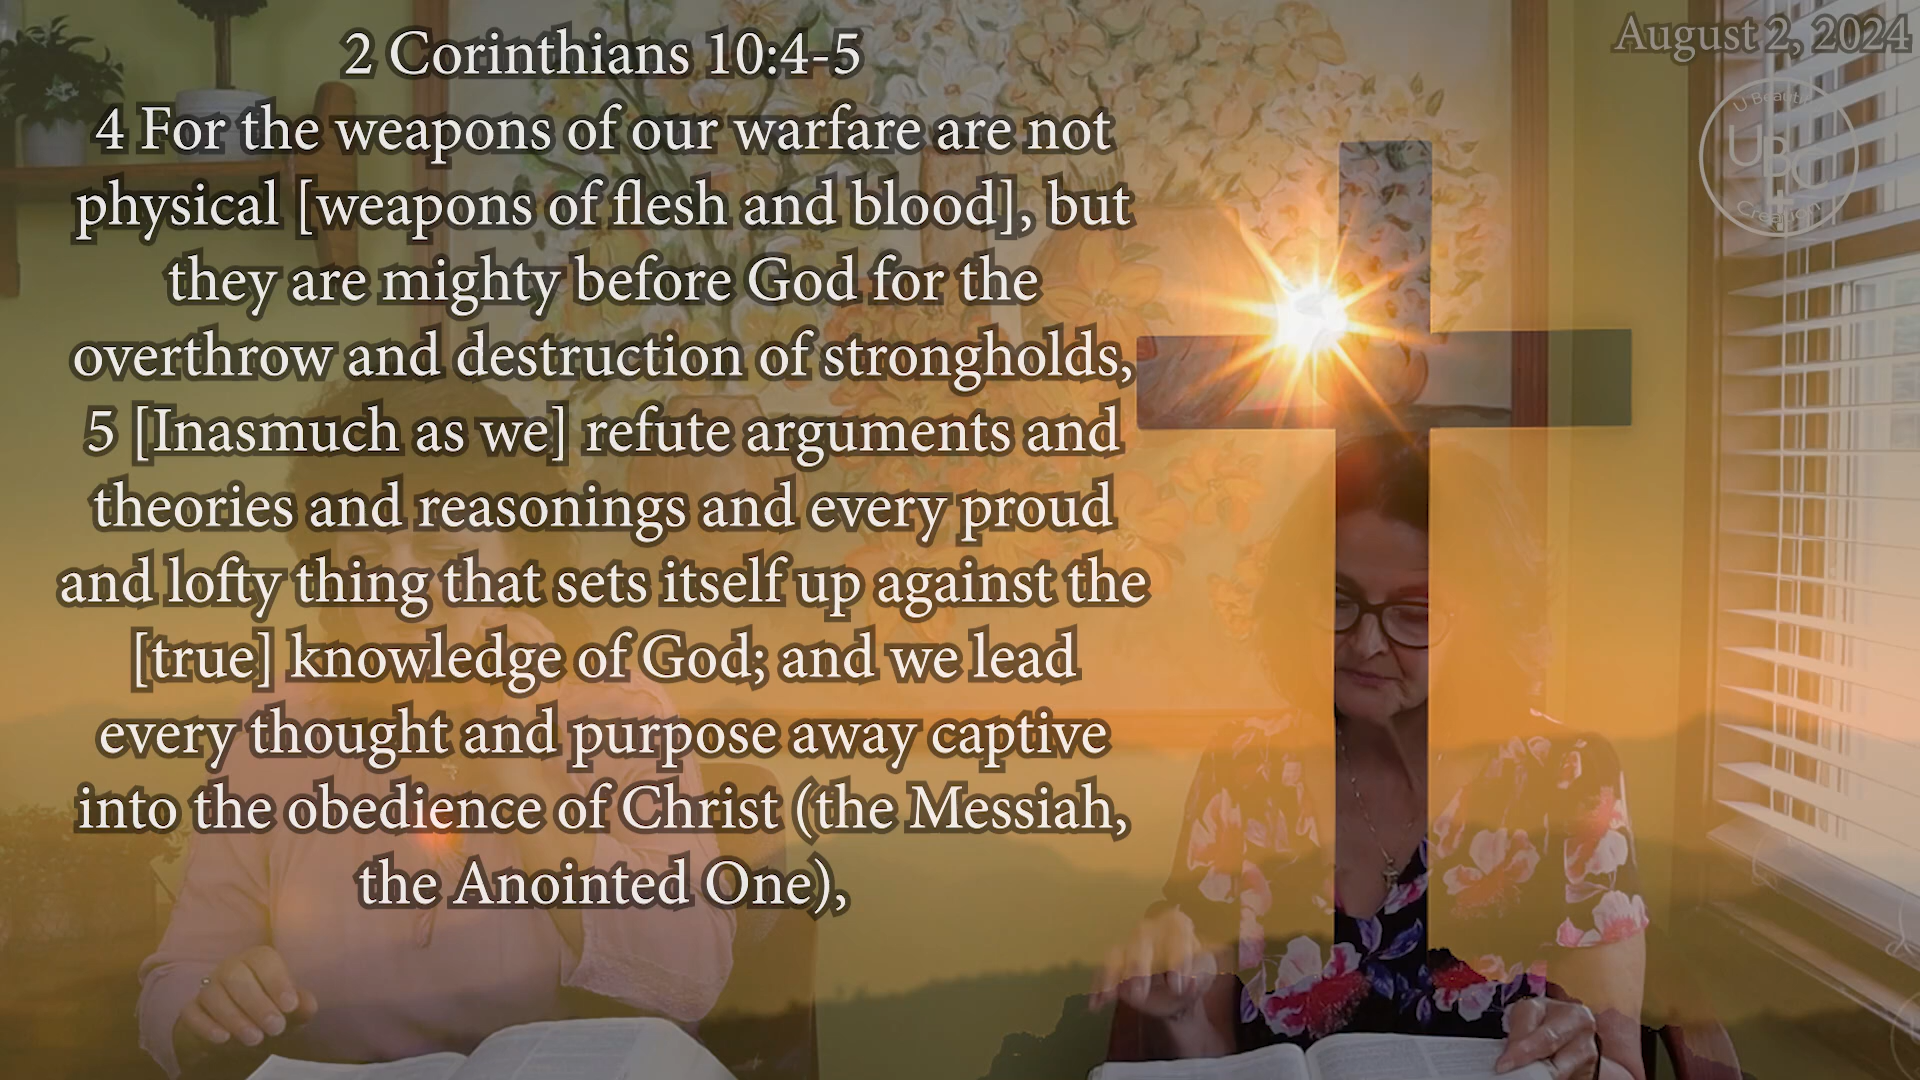 2 Corinthians 10:4-5
4 For the weapons of our warfare are not
physical [weapons of flesh and blood], but
they are mighty before God for the
overthrow and destruction of strongholds,
5 [Inasmuch as we] refute arguments and
theories and reasonings and every proud
and lofty thing that sets itself up against the
[true] knowledge of God; and we lead
every thought and purpose away captive
into the obedience of Christ (the Messiah,
the Anointed One),
August 2, 2024
U Beauty
UBC
Creation